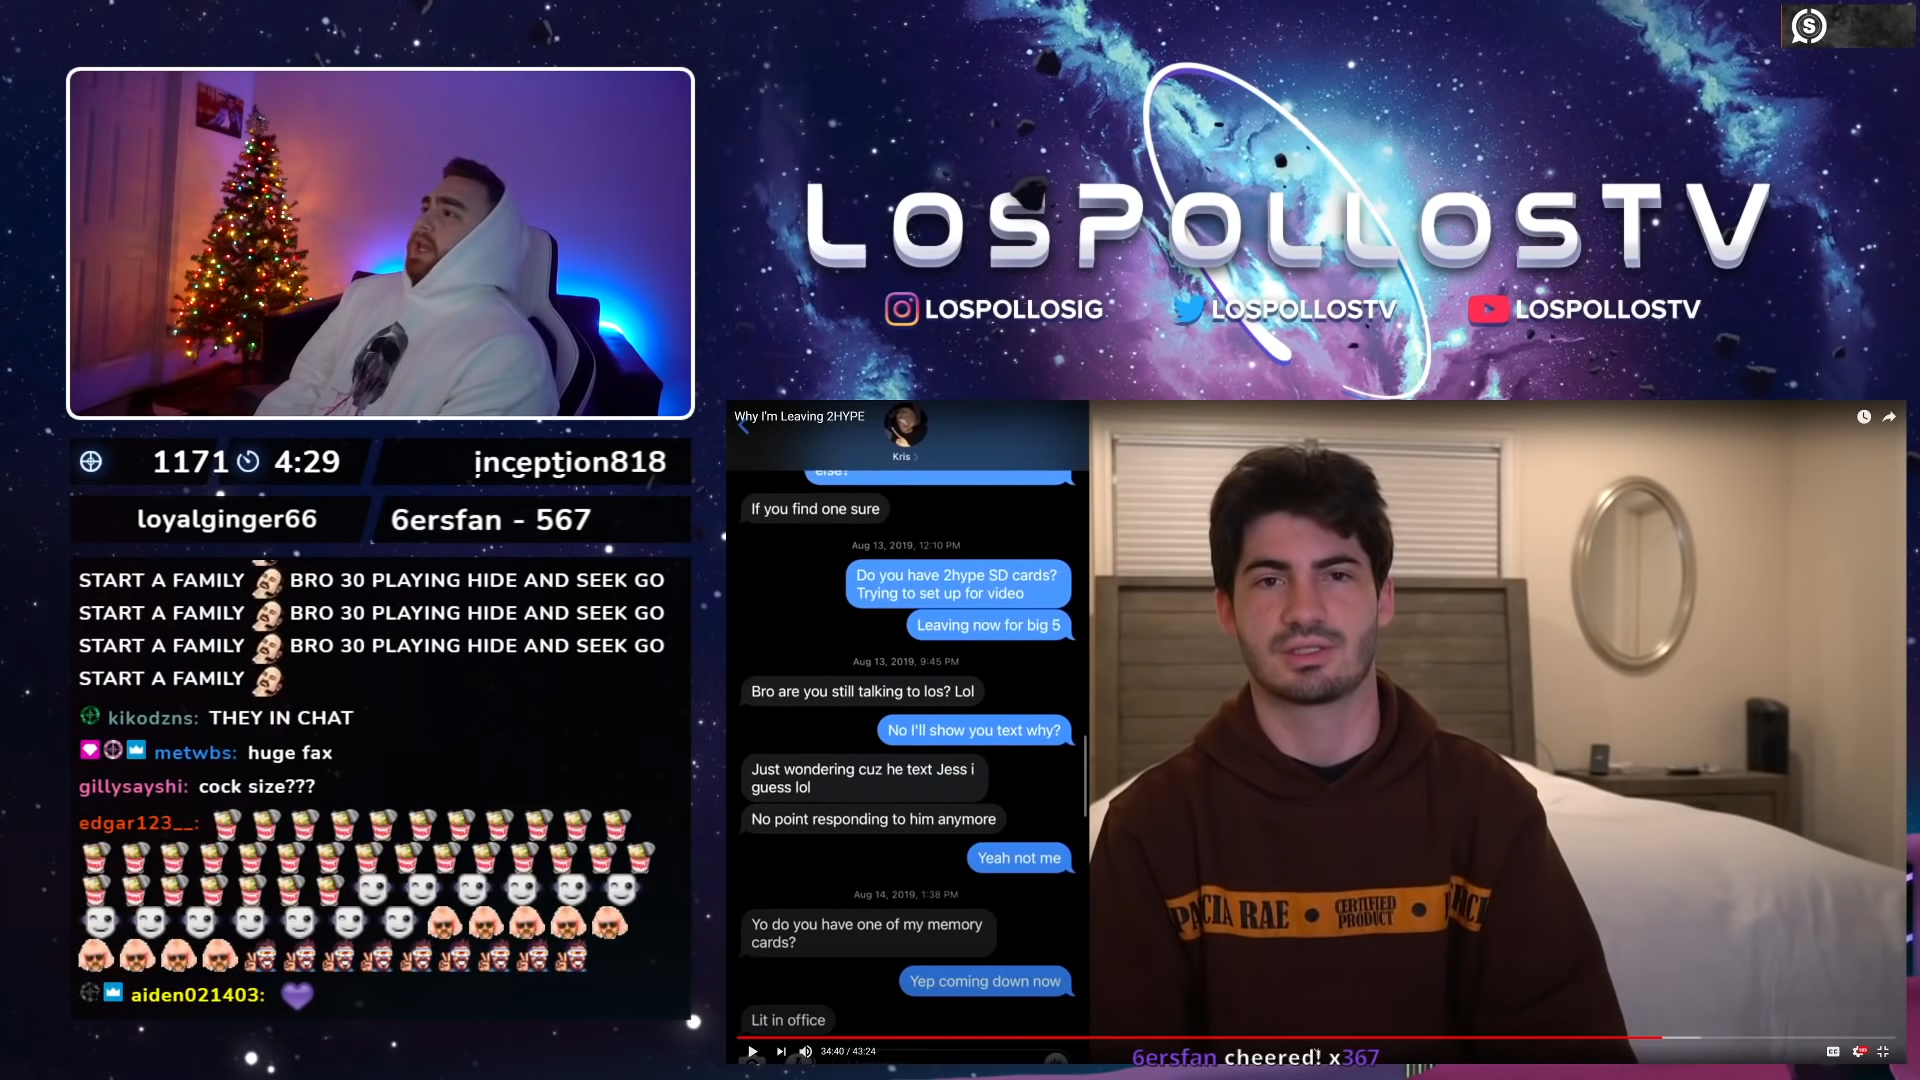 LOSPOLLOSTV
LOSPOLLOSIG
LOSPOLLOSTV
LOSPOLLOSTV
1171
4:29
inception818
loyalginger66
6ersfan - 567
START A FAMILY BRO 30 PLAYING HIDE AND SEEK GO
START A FAMILY BRO 30 PLAYING HIDE AND SEEK GO
START A FAMILY BRO 30 PLAYING HIDE AND SEEK GO
START A FAMILY
kikodzns: THEY IN CHAT
metwbs: huge fax
gillysayshi: cock size???
edgar123__:
aiden021403:
Why I'm Leaving 2HYPE
Kris
else?
If you find one sure
Aug 13, 2019, 12:10 PM
Do you have 2hype SD cards?
Trying to set up for video
Leaving now for big 5
Aug 13, 2019, 9:45 PM
Bro are you still talking to los? Lol
No I'll show you text why?
Just wondering cuz he text Jess i
guess lol
No point responding to him anymore
Yeah not me
Aug 14, 2019, 1:38 PM
Yo do you have one of my memory
cards?
Yep coming down now
Lit in office
RAE • CERTIFIED
PRODUCT •
34:40 / 43:24
6ersfan cheered! x367